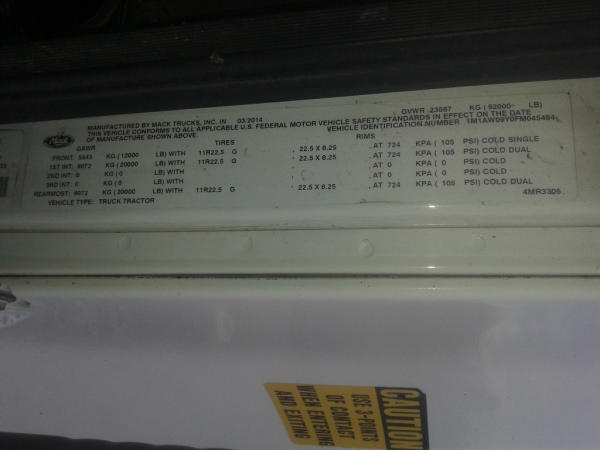 Mack
MANUFACTURED BY MACK TRUCKS, INC. IN 03/2014 GVWR 23587 KG (52000 LB)
THIS VEHICLE CONFORMS TO ALL APPLICABLE U.S. FEDERAL MOTOR VEHICLE SAFETY STANDARDS IN EFFECT ON THE DATE
OF MANUFACTURE SHOWN ABOVE. VEHICLE IDENTIFICATION NUMBER 1M1AW09Y0FM045484
GAWR TIRES RIMS
FRONT: 5443 KG (12000 LB) WITH 11R22.5 G , 22.5 X 8.25 , AT 724 KPA ( 105 PSI) COLD SINGLE
1ST INT: 9072 KG (20000 LB) WITH 11R22.5 G , 22.5 X 8.25 , AT 724 KPA ( 105 PSI) COLD DUAL
2ND INT: 0 KG (0 LB) WITH , , AT 0 KPA ( 0 PSI) COLD
3RD INT: 0 KG (0 LB) WITH , , AT 0 KPA ( 0 PSI) COLD
REARMOST: 9072 KG (20000 LB) WITH 11R22.5 G , 22.5 X 8.25 , AT 724 KPA ( 105 PSI) COLD DUAL
VEHICLE TYPE: TRUCK TRACTOR 4MR3306
CAUTION
USE 3-POINTS
OF CONTACT
WHEN ENTERING
AND EXITING